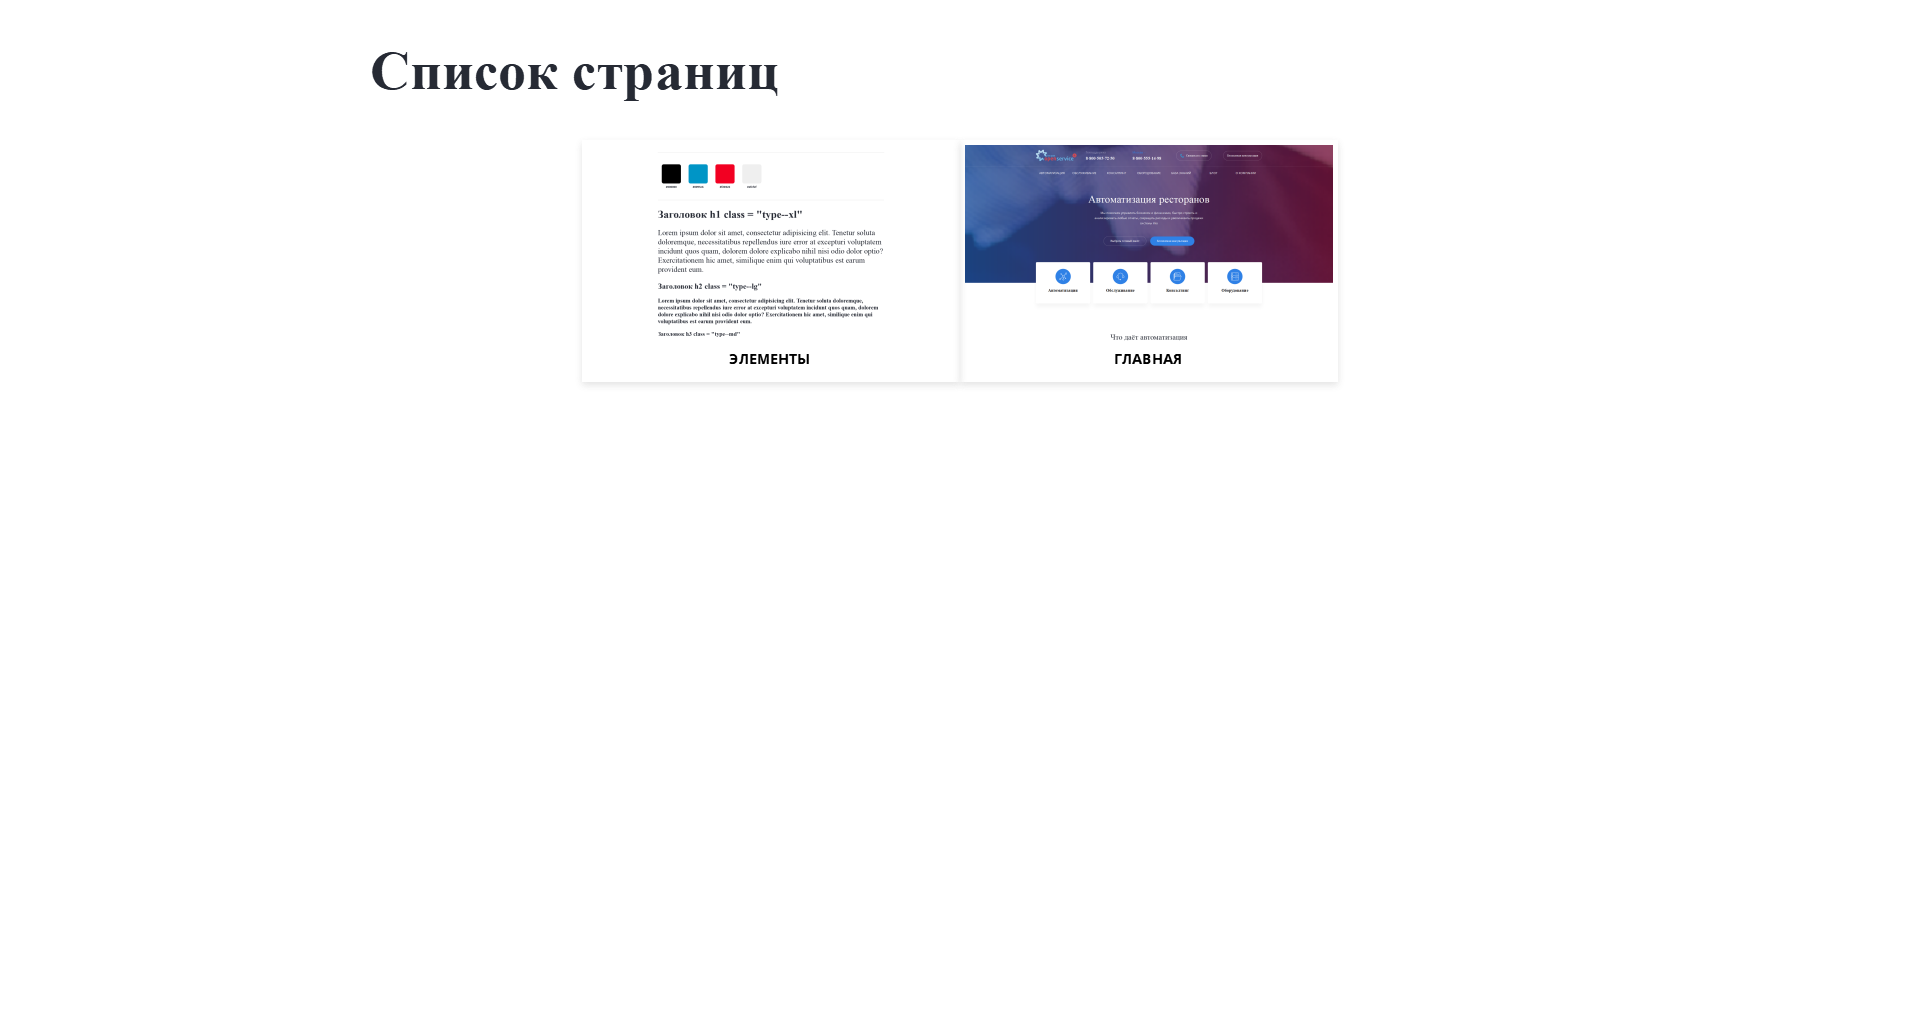 Список страниц
Заголовок h1 class = "type--xl"
Lorem ipsum dolor sit amet, consectetur adipisicing elit. Tenetur soluta
doloremque, necessitatibus repellendus iure error at excepturi voluptatem
incidunt quos quam, dolorem dolore explicabo nihil nisi odio dolor optio?
Exercitationem hic amet, similique enim qui voluptatibus est earum
provident eum.
Заголовок h2 class = "type--lg"
Lorem ipsum dolor sit amet, consectetur adipisicing elit. Tenetur soluta doloremque,
necessitatibus repellendus iure error at excepturi voluptatem incidunt quos quam, dolorem
dolore explicabo nihil nisi odio dolor optio? Exercitationem hic amet, similique enim qui
voluptatibus est earum provident eum.
Заголовок h3 class = "type--md"
ЭЛЕМЕНТЫ
Автоматизация ресторанов
Автоматизация
Обслуживание
Консалтинг
Оборудование
Что даёт автоматизация
ГЛАВНАЯ